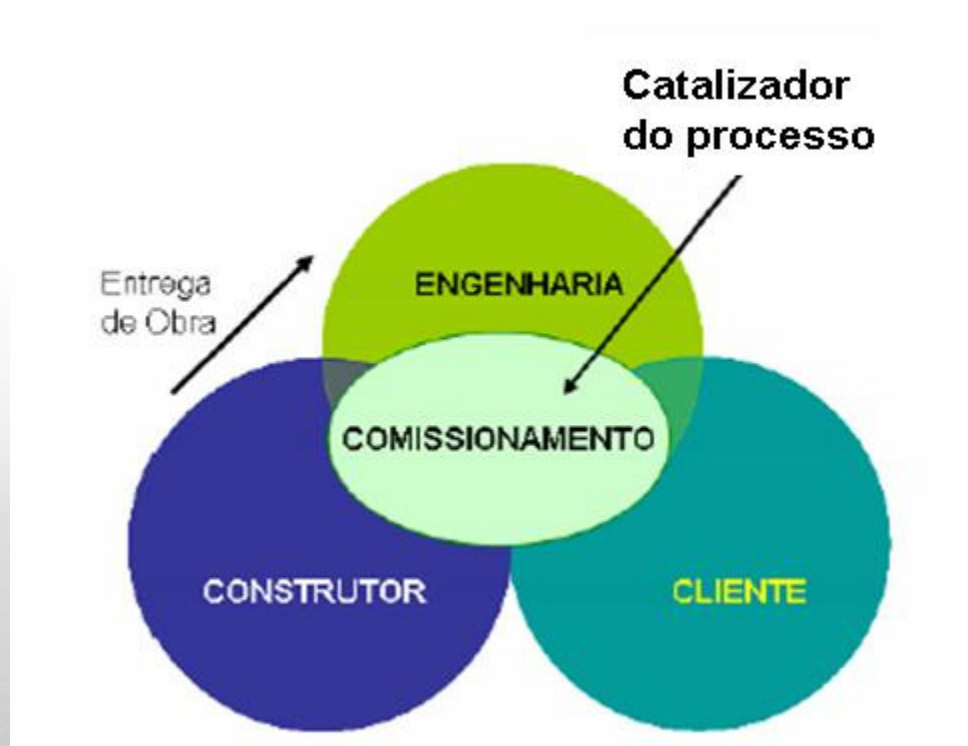 Catalizador
do processo
ENGENHARIA
Entrega
de Obra
COMISSIONAMENTO
CONSTRUTOR
CLIENTE